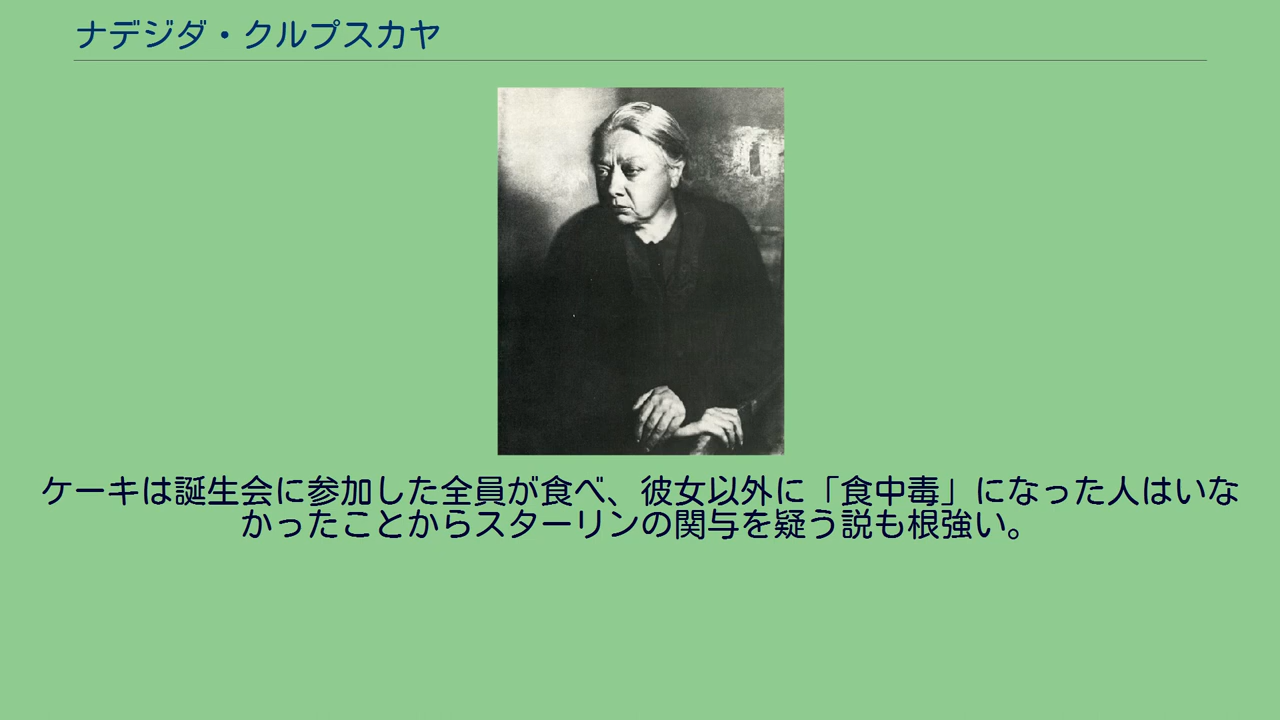 ナデジダ・クルプスカヤ
ケーキは誕生会に参加した全員が食べ、彼女以外に「食中毒」になった人はいな
かったことからスターリンの関与を疑う説も根強い。